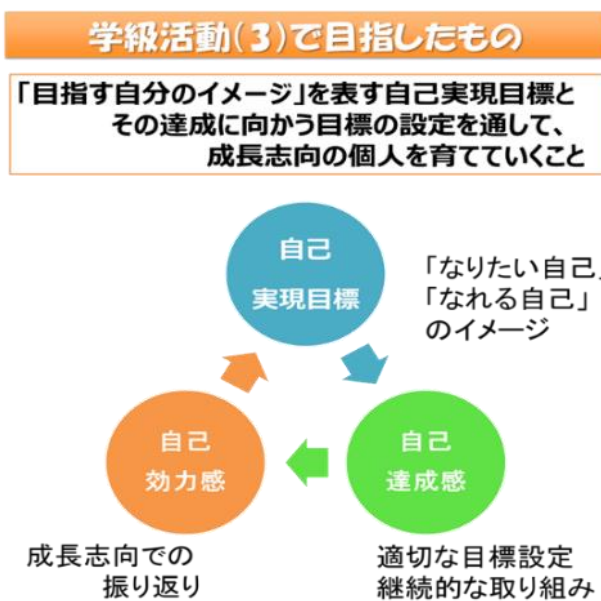 学級活動(3)で目指したもの
「目指す自分のイメージ」を表す自己実現目標と
その達成に向かう目標の設定を通して、
成長志向の個人を育てていくこと
自己
実現目標
「なりたい自己」
「なれる自己」
のイメージ
自己
効力感
自己
達成感
成長志向での
振り返り
適切な目標設定
継続的な取り組み